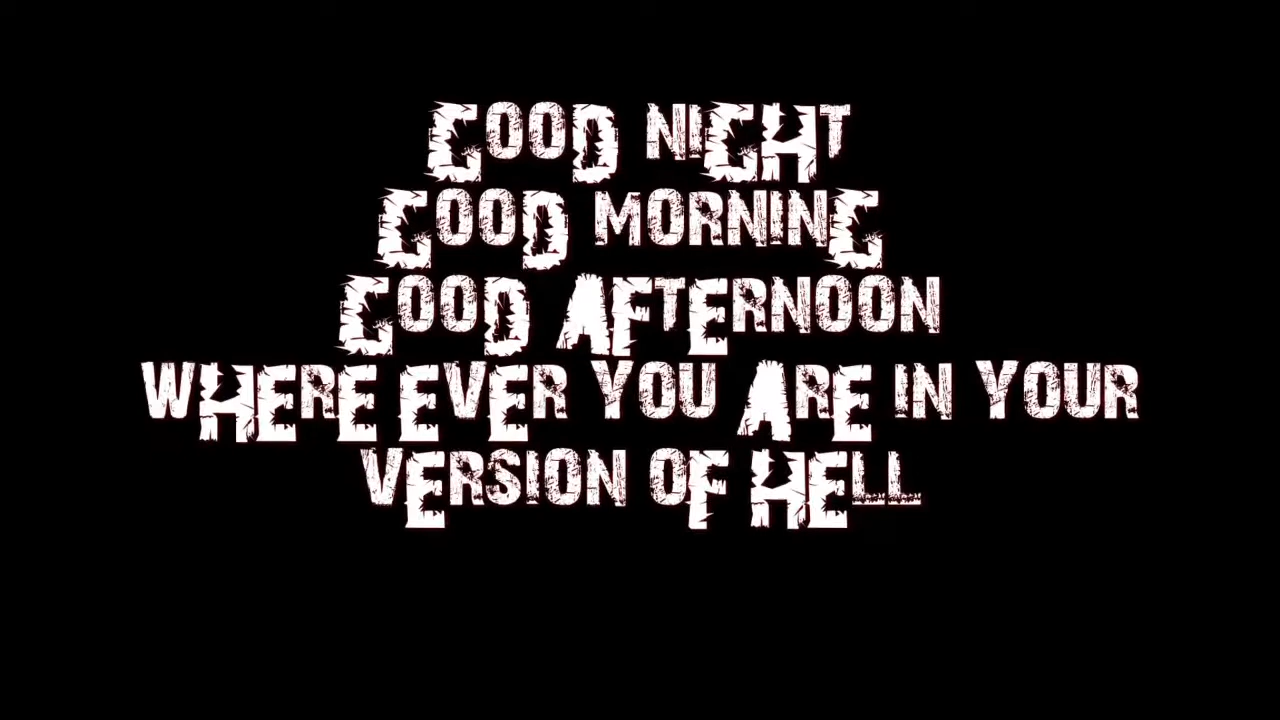 GOOD NIGHT
GOOD MORNING
GOOD AFTERNOON
WHERE EVER YOU ARE IN YOUR
VERSION OF HELL